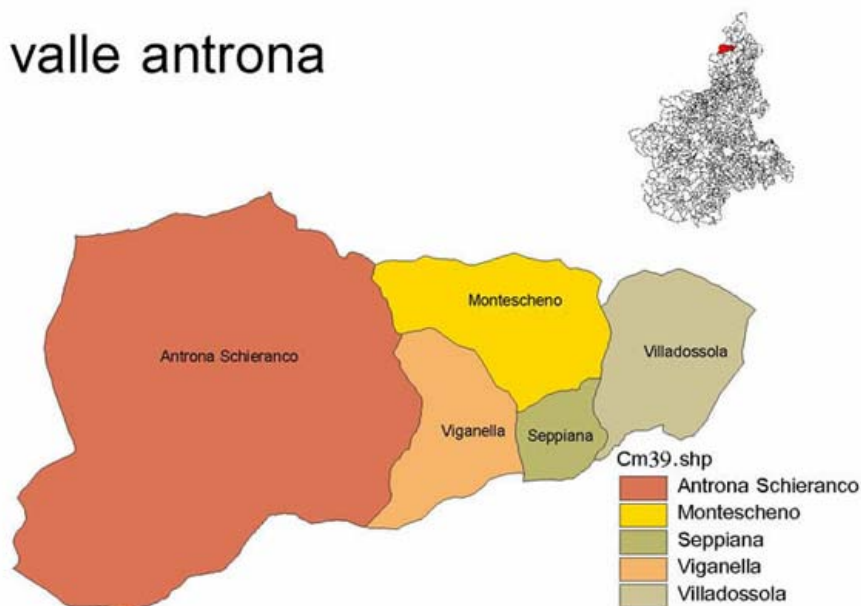 valle antrona
Montescheno
Antrona Schieranco
Villadossola
Viganella
Seppiana
Cm39.shp
Antrona Schieranco
Montescheno
Seppiana
Viganella
Villadossola